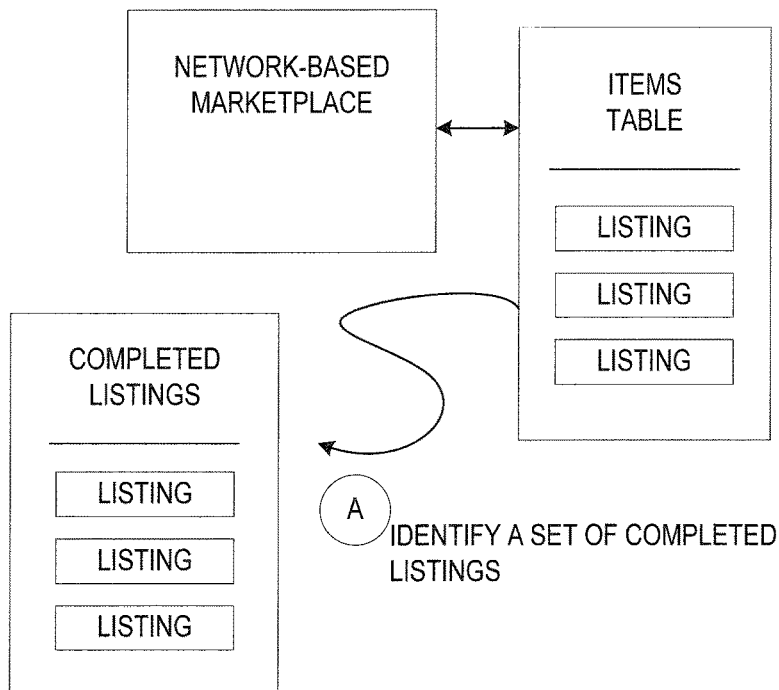 NETWORK-BASED
MARKETPLACE
ITEMS
TABLE
LISTING
LISTING
LISTING
COMPLETED
LISTINGS
LISTING
LISTING
LISTING
A
IDENTIFY A SET OF COMPLETED
LISTINGS